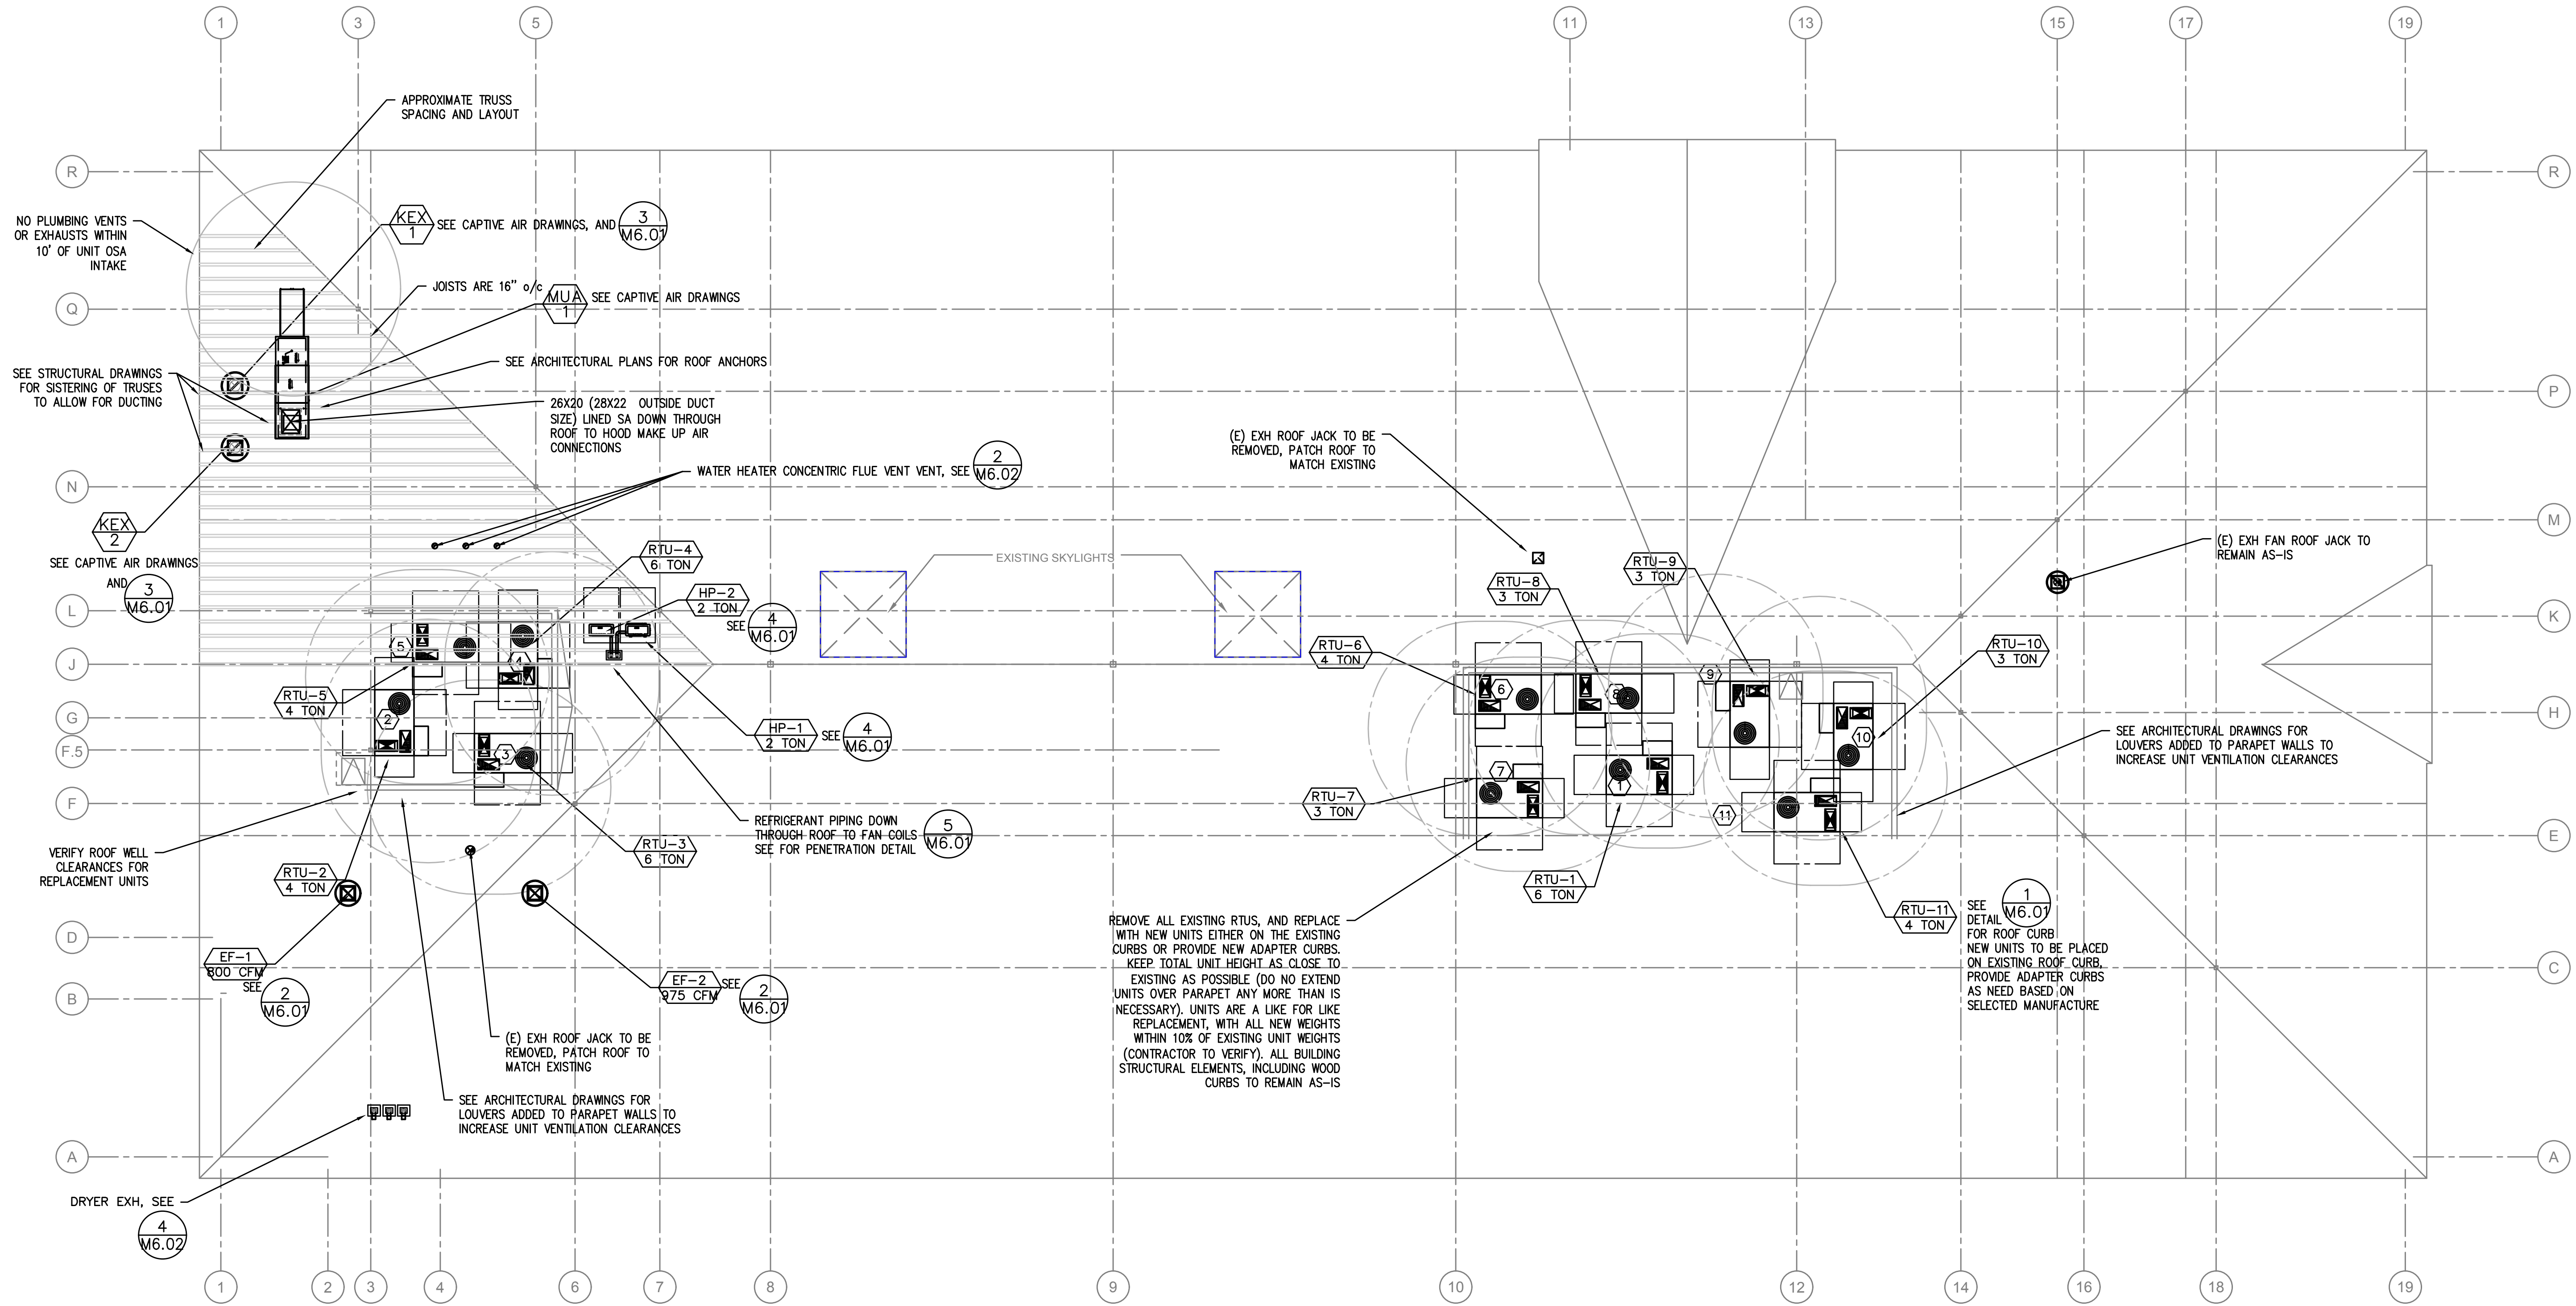 1
3
5
11
13
15
17
19
APPROXIMATE TRUSS
SPACING AND LAYOUT
R
R
NO PLUMBING VENTS
OR EXHAUSTS WITHIN
10' OF UNIT OSA
INTAKE
KEX
1
SEE CAPTIVE AIR DRAWINGS, AND
3
M6.01
JOISTS ARE 16" o/c
MUA
1
SEE CAPTIVE AIR DRAWINGS
Q
Q
SEE ARCHITECTURAL PLANS FOR ROOF ANCHORS
SEE STRUCTURAL DRAWINGS
FOR SISTERING OF TRUSES
TO ALLOW FOR DUCTING
P
26X20 (28X22 OUTSIDE DUCT
SIZE) LINED SA DOWN THROUGH
ROOF TO HOOD MAKE UP AIR
CONNECTIONS
(E) EXH ROOF JACK TO BE
REMOVED, PATCH ROOF TO
MATCH EXISTING
WATER HEATER CONCENTRIC FLUE VENT VENT, SEE
2
M6.02
N
N
M
KEX
2
SEE CAPTIVE AIR DRAWINGS
AND
3
M6.01
RTU-4
6 TON
EXISTING SKYLIGHTS
RTU-8
3 TON
RTU-9
3 TON
(E) EXH FAN ROOF JACK TO
REMAIN AS-IS
HP-2
2 TON
SEE
4
M6.01
L
K
RTU-6
4 TON
RTU-10
3 TON
J
J
5
4
2
3
6
8
9
7
1
10
11
RTU-5
4 TON
G
H
F.5
HP-1
2 TON
SEE
4
M6.01
SEE ARCHITECTURAL DRAWINGS FOR
LOUVERS ADDED TO PARAPET WALLS TO
INCREASE UNIT VENTILATION CLEARANCES
RTU-7
3 TON
F
F
REFRIGERANT PIPING DOWN
THROUGH ROOF TO FAN COILS
SEE FOR PENETRATION DETAIL
5
M6.01
E
VERIFY ROOF WELL
CLEARANCES FOR
REPLACEMENT UNITS
RTU-2
4 TON
RTU-3
6 TON
RTU-1
6 TON
RTU-11
4 TON
SEE
DETAIL
1
M6.01
FOR ROOF CURB
NEW UNITS TO BE PLACED
ON EXISTING ROOF CURB,
PROVIDE ADAPTER CURBS
AS NEED BASED ON
SELECTED MANUFACTURE
REMOVE ALL EXISTING RTUS, AND REPLACE
WITH NEW UNITS EITHER ON THE EXISTING
CURBS OR PROVIDE NEW ADAPTER CURBS.
KEEP TOTAL UNIT HEIGHT AS CLOSE TO
EXISTING AS POSSIBLE (DO NO EXTEND
UNITS OVER PARAPET ANY MORE THAN IS
NECESSARY). UNITS ARE A LIKE FOR LIKE
REPLACEMENT, WITH ALL NEW WEIGHTS
WITHIN 10% OF EXISTING UNIT WEIGHTS
(CONTRACTOR TO VERIFY). ALL BUILDING
STRUCTURAL ELEMENTS, INCLUDING WOOD
CURBS TO REMAIN AS-IS
D
C
EF-1
800 CFM
SEE
2
M6.01
EF-2
975 CFM
SEE
2
M6.01
B
(E) EXH ROOF JACK TO BE
REMOVED, PATCH ROOF TO
MATCH EXISTING
SEE ARCHITECTURAL DRAWINGS FOR
LOUVERS ADDED TO PARAPET WALLS TO
INCREASE UNIT VENTILATION CLEARANCES
A
A
DRYER EXH, SEE
4
M6.02
1
2
3
4
6
7
8
9
10
12
14
16
18
19